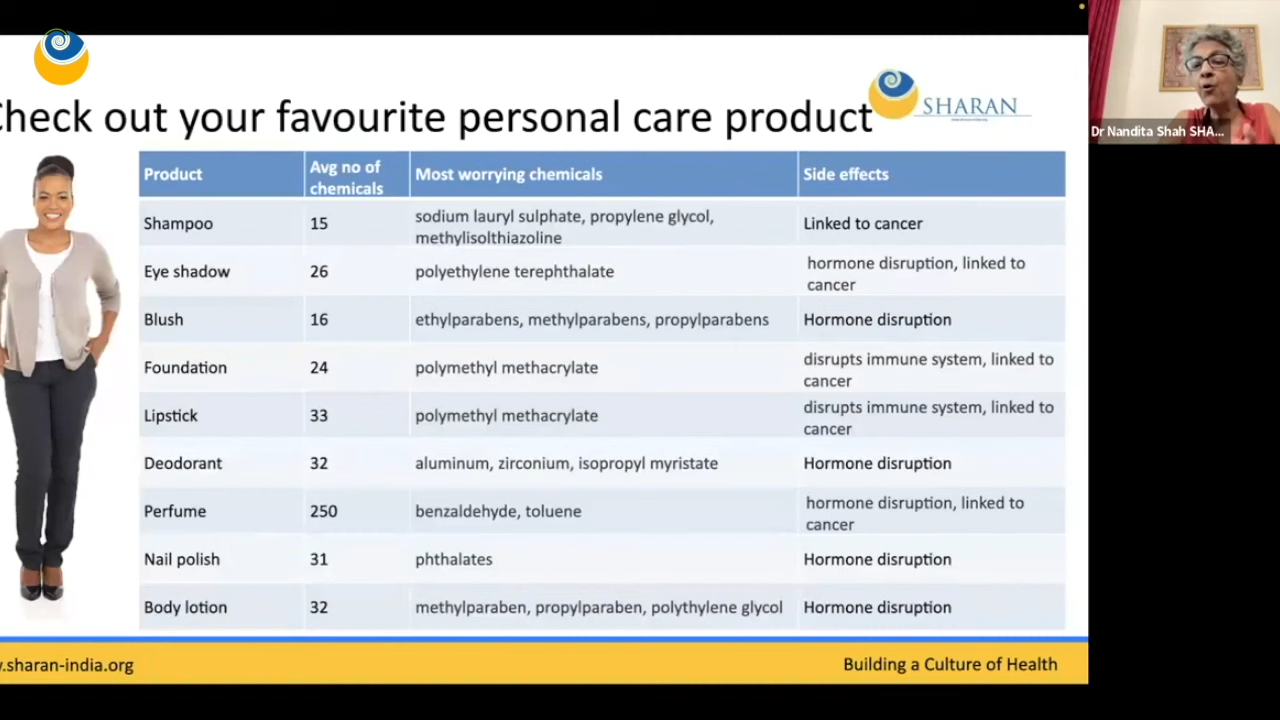 Check out your favourite personal care product
SHARAN
Dr Nandita Shah SHA...
Product
Avg no of
chemicals
Most worrying chemicals
Side effects
Shampoo
15
sodium lauryl sulphate, propylene glycol,
methylisolthiazoline
Linked to cancer
Eye shadow
26
polyethylene terephthalate
hormone disruption, linked to
cancer
Blush
16
ethylparabens, methylparabens, propylparabens
Hormone disruption
Foundation
24
polymethyl methacrylate
disrupts immune system, linked to
cancer
Lipstick
33
polymethyl methacrylate
disrupts immune system, linked to
cancer
Deodorant
32
aluminum, zirconium, isopropyl myristate
Hormone disruption
Perfume
250
benzaldehyde, toluene
hormone disruption, linked to
cancer
Nail polish
31
phthalates
Hormone disruption
Body lotion
32
methylparaben, propylparaben, polythylene glycol
Hormone disruption
.sharan-india.org
Building a Culture of Health